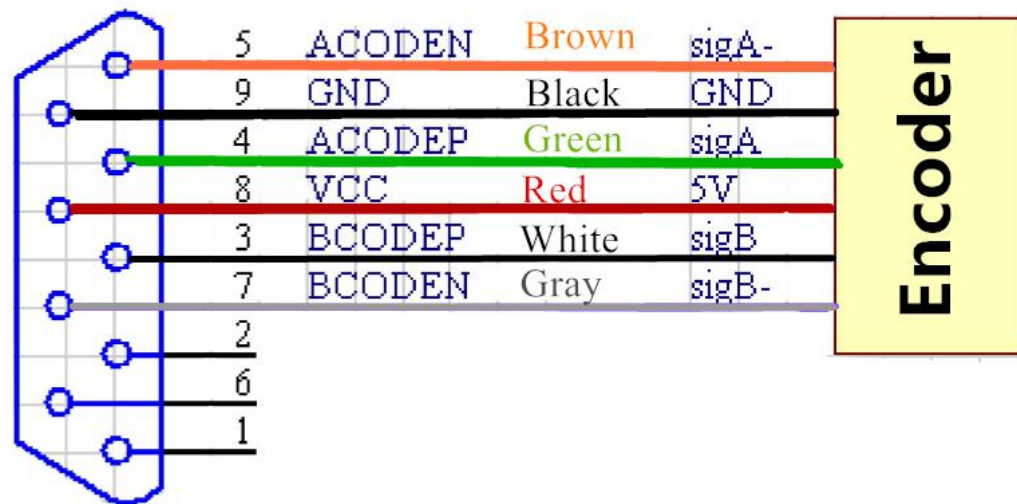 5 ACODEN Brown sigA-
9 GND Black GND
4 ACODEP Green sigA
8 VCC Red 5V
3 BCODEP White sigB
7 BCODEN Gray sigB-
2
6
1
Encoder